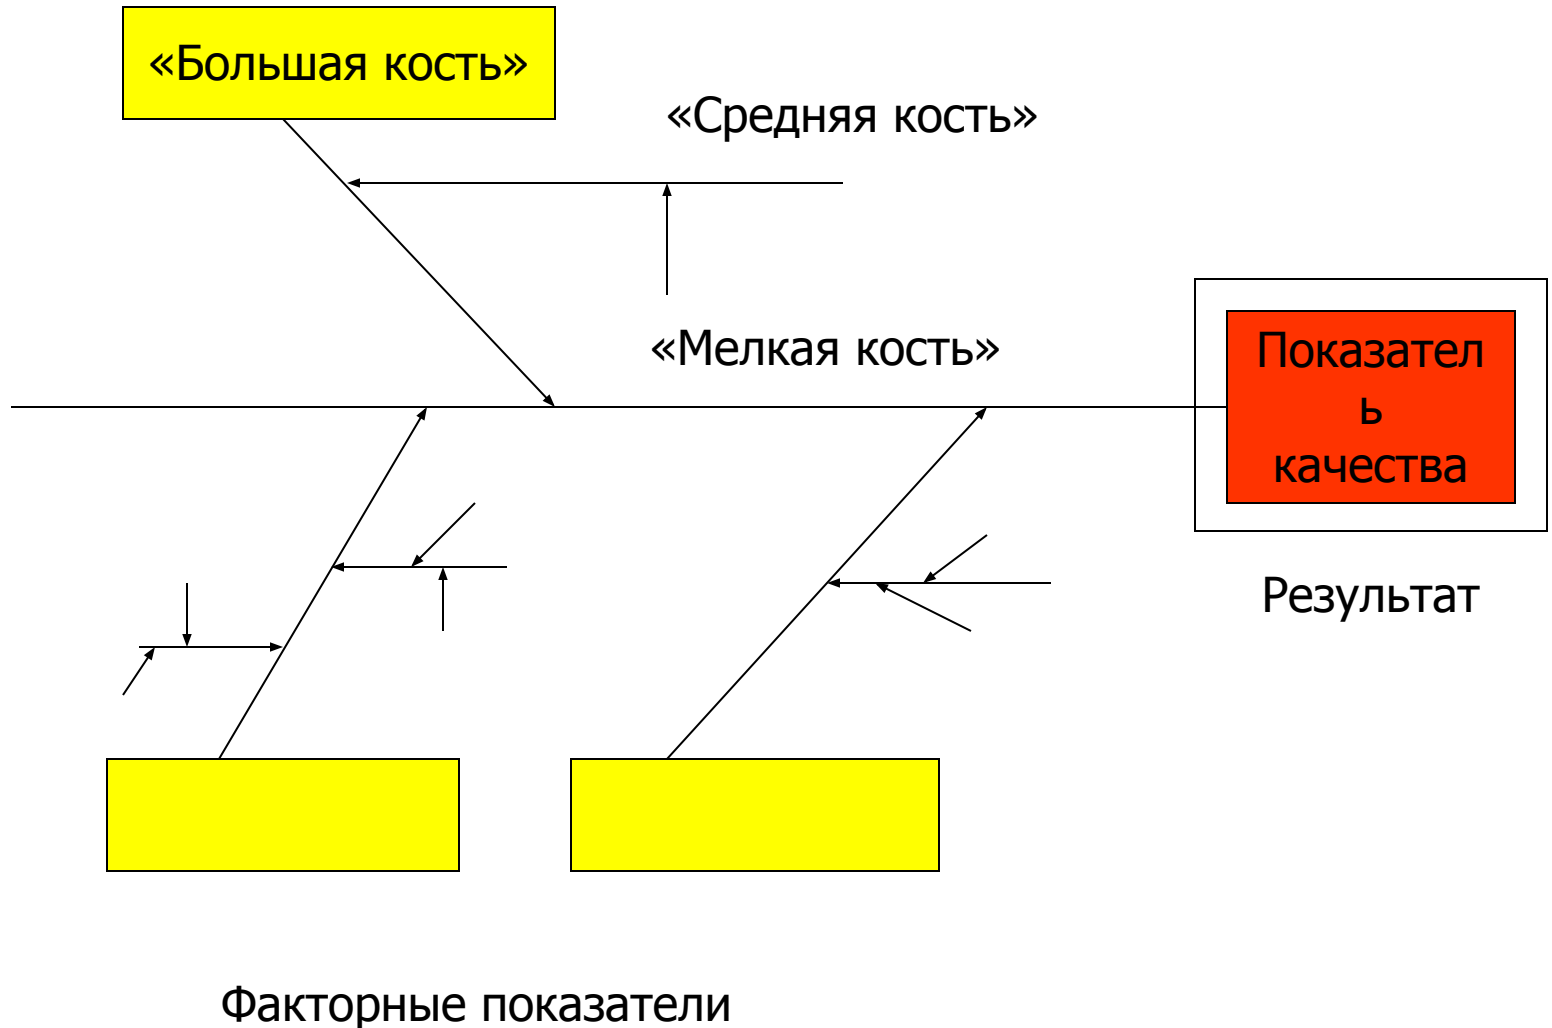 «Большая кость»
«Средняя кость»
«Мелкая кость»
Показател
ь
качества
Результат
Факторные показатели